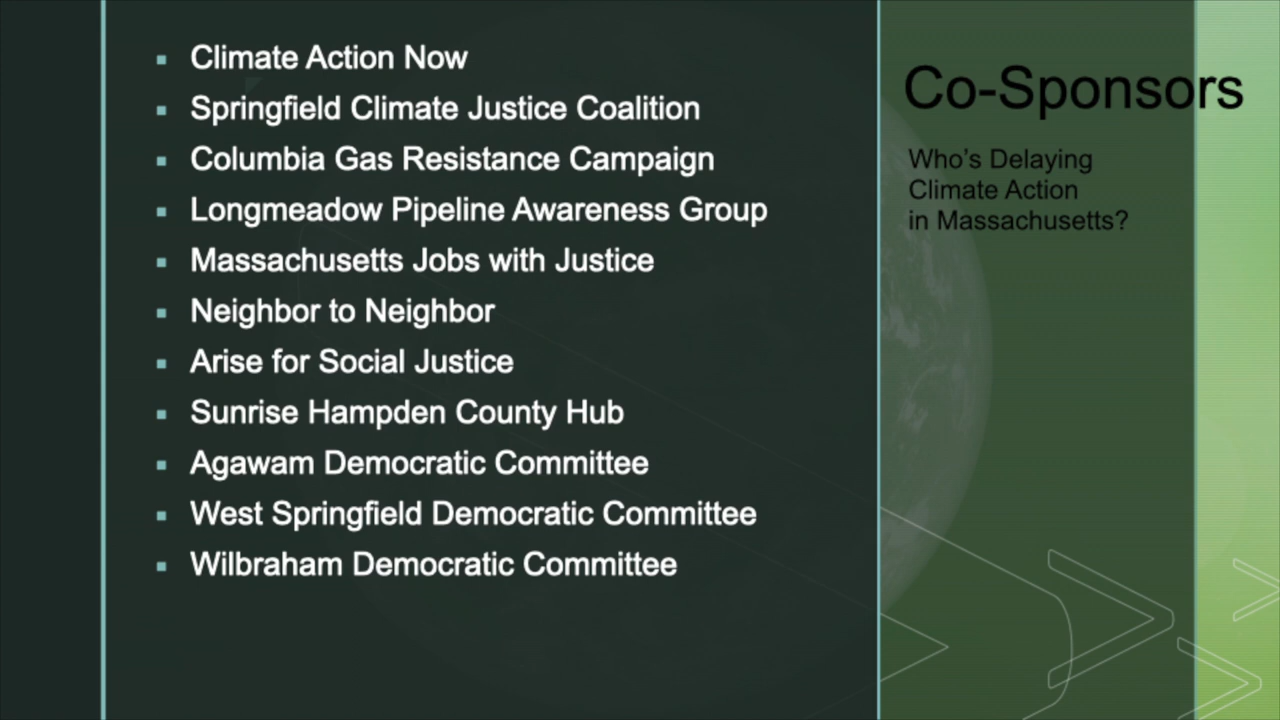 Climate Action Now
Springfield Climate Justice Coalition
Columbia Gas Resistance Campaign
Longmeadow Pipeline Awareness Group
Massachusetts Jobs with Justice
Neighbor to Neighbor
Arise for Social Justice
Sunrise Hampden County Hub
Agawam Democratic Committee
West Springfield Democratic Committee
Wilbraham Democratic Committee
Co-Sponsors
Who's Delaying
Climate Action
in Massachusetts?